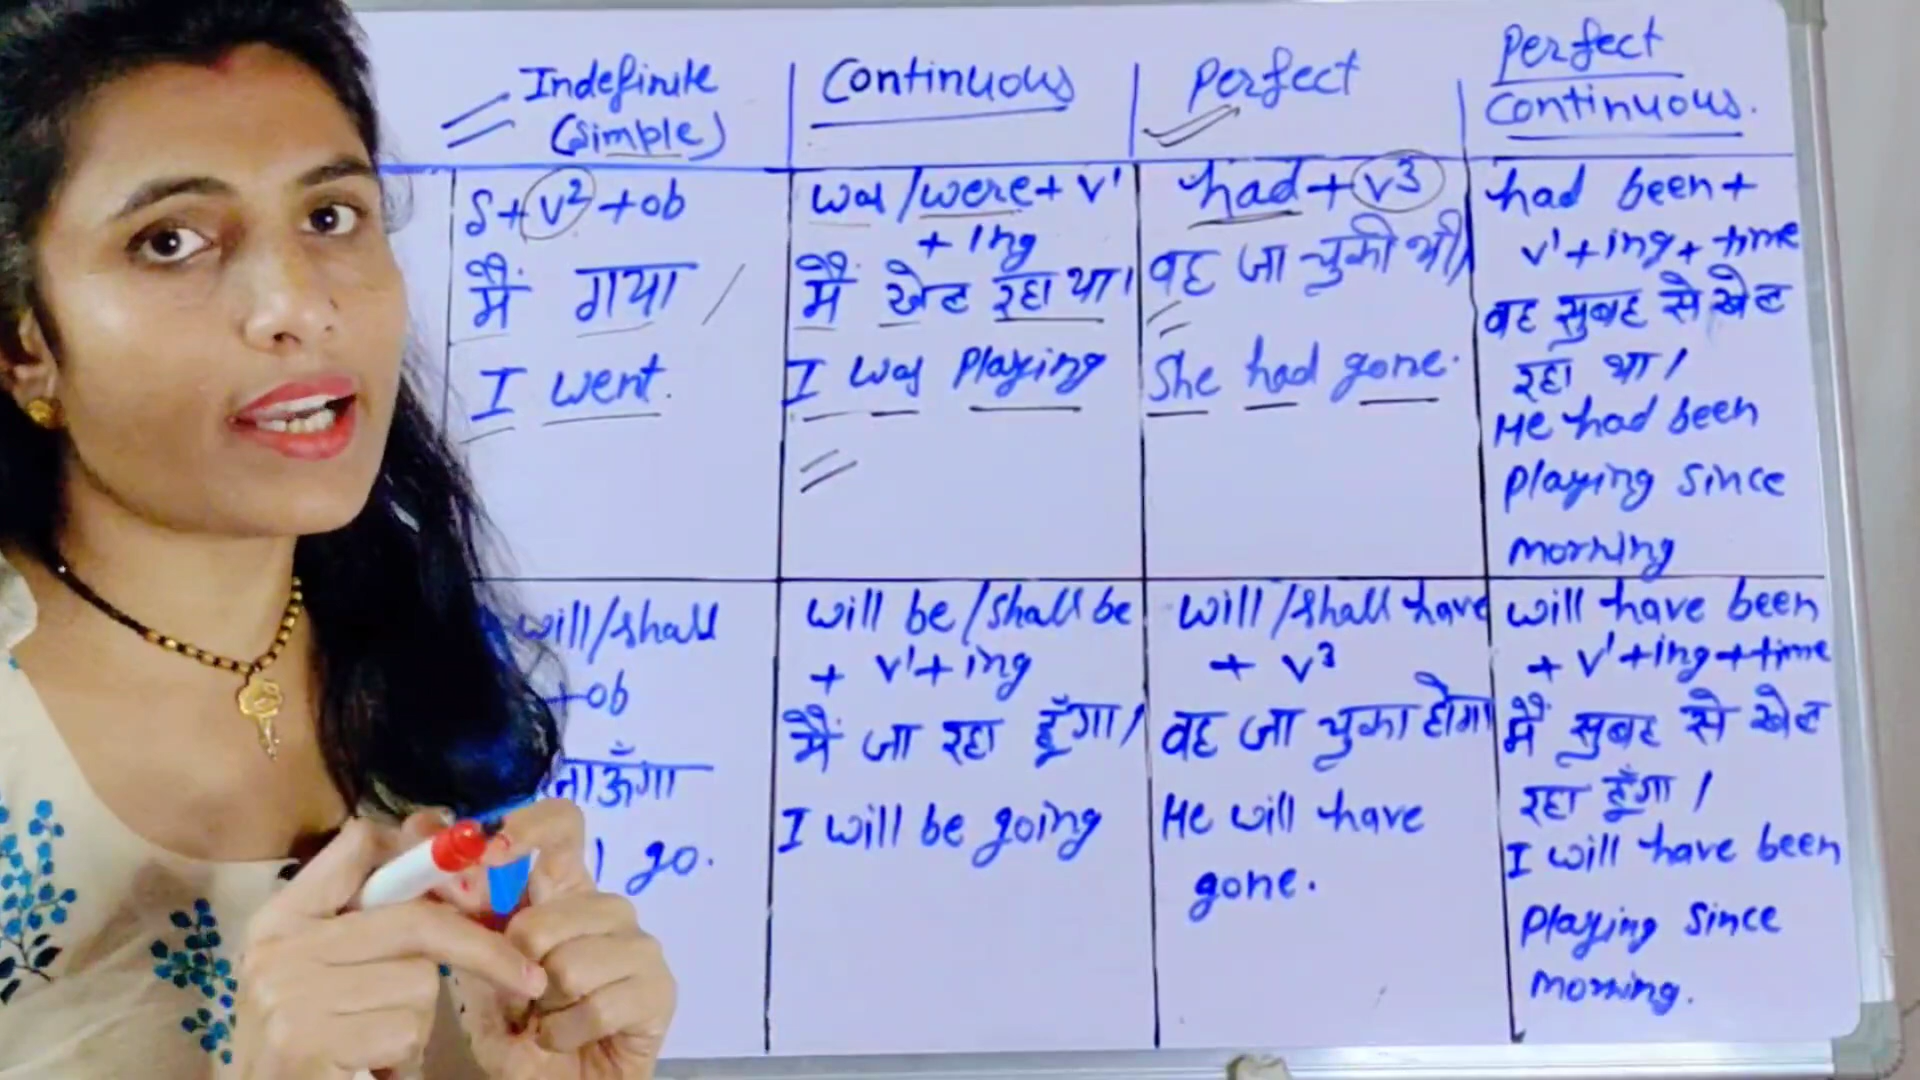 Indefinite
(Simple)
Continuous
Perfect
Perfect
Continuous.
S+V2+ob
मैं गया
I went.
was/were+ V1
+ ing
मैं खेल रहा था।
I was Playing
had+V3
वह जा चुकी थी/
She had gone.
had been+
V1+ing+time
वह सुबह से खेल
रहा था/
He had been
Playing Since
morning
will/shall
+ob
जाऊँगा
go.
will be/shall be
+ V1+ing
मैं जा रहा हूँगा/
I will be going
will/shall have
+ V3
वह जा चुका होगा
He will have
gone.
will have been
+ V1+ing+time
मैं सुबह से खेल
रहा हूँगा/
I will have been
Playing Since
morning.